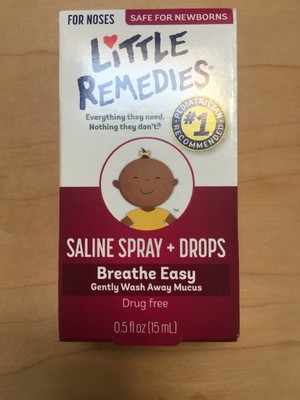 FOR NOSES
SAFE FOR NEWBORNS
LiTTLE
REMEDiES®
Everything they need.
Nothing they don't.®
PEDIATRICIAN
#1
RECOMMENDED
™
SALINE SPRAY + DROPS
Breathe Easy
Gently Wash Away Mucus
Drug free
0.5 fl oz (15 mL)